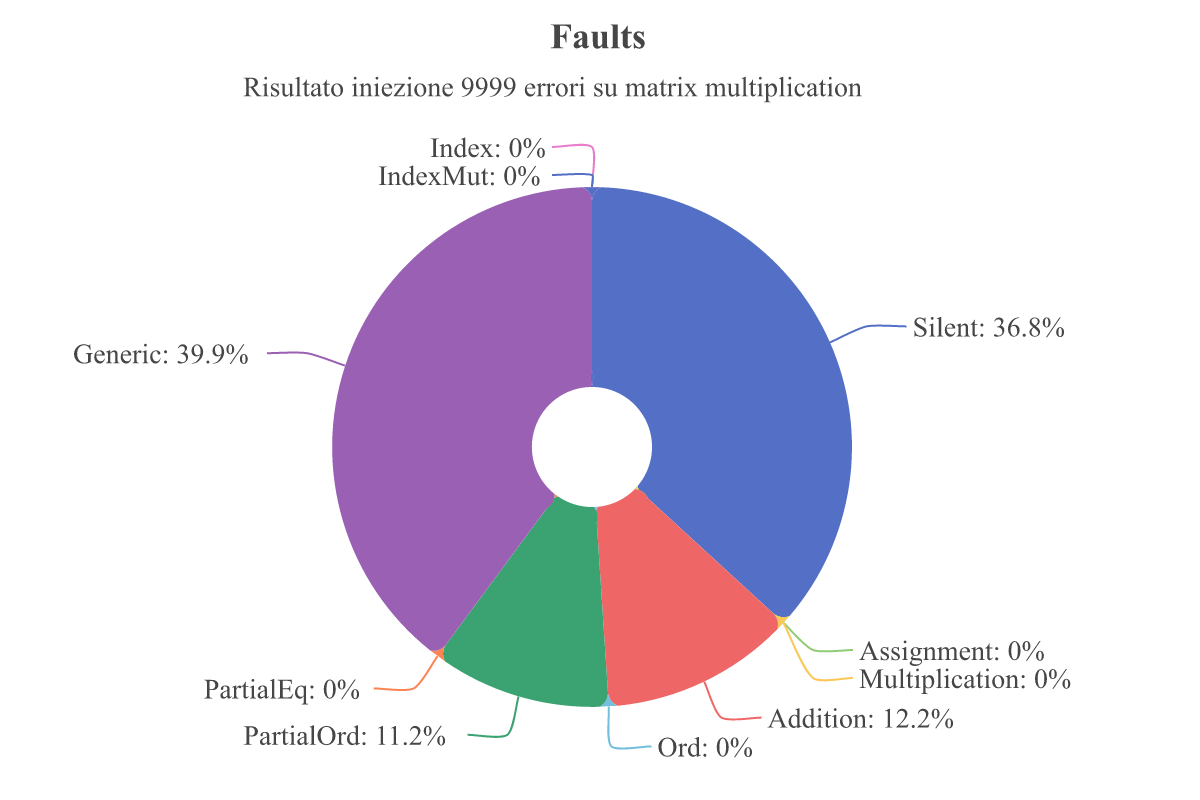 Faults
Risultato iniezione 9999 errori su matrix multiplication
Index: 0%
IndexMut: 0%
Silent: 36.8%
Generic: 39.9%
Assignment: 0%
Multiplication: 0%
PartialEq: 0%
Addition: 12.2%
PartialOrd: 11.2%
Ord: 0%